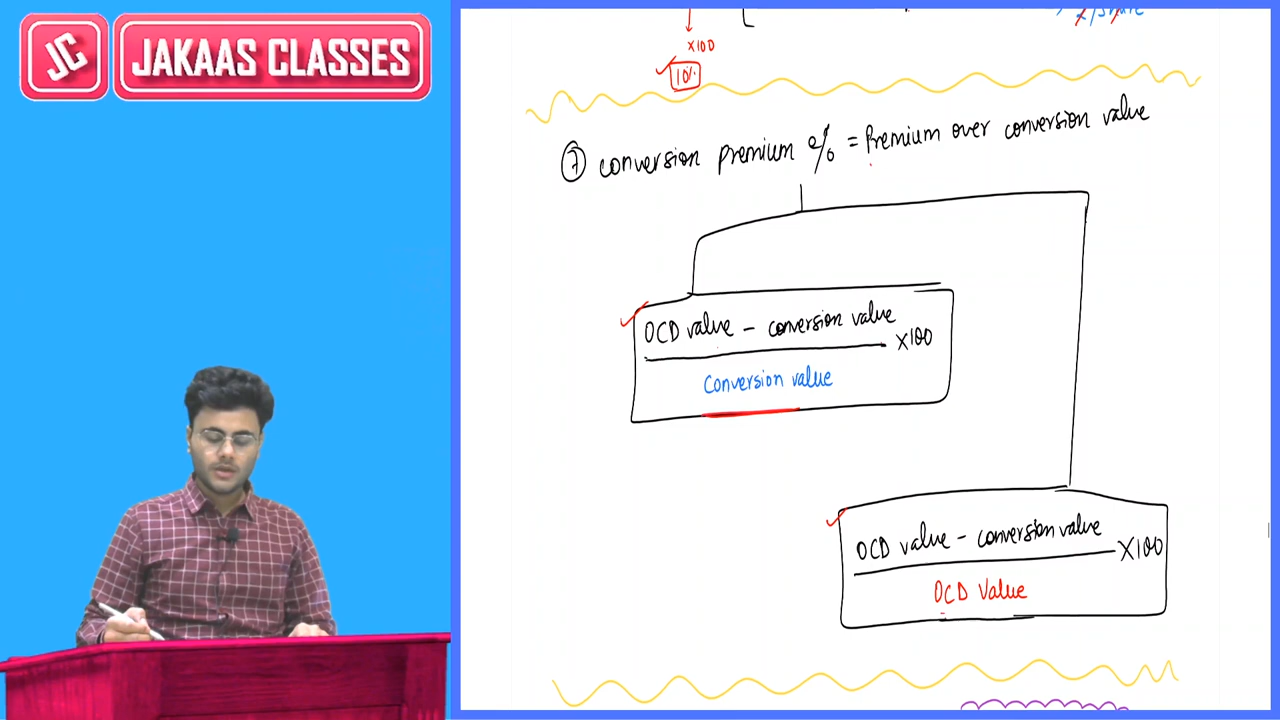 JC JAKAAS CLASSES
x100
10%
⑦ conversion premium % = Premium over conversion value
OCD value - conversion value
x100
Conversion value
OCD value - conversion value
x100
OCD Value